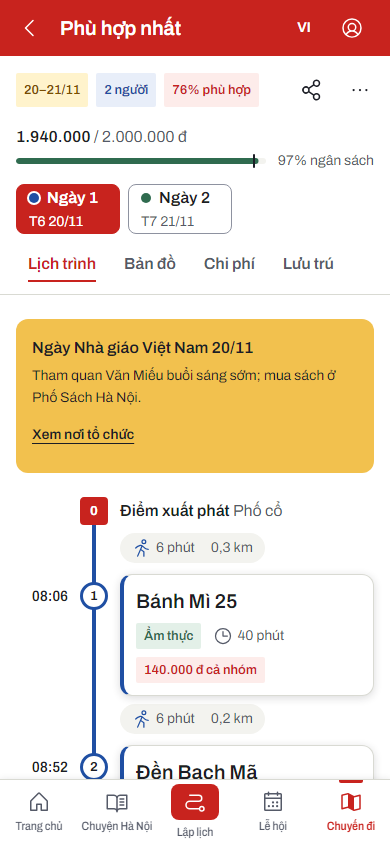 Phù hợp nhất
VI
20–21/11
2 người
76% phù hợp
1.940.000 / 2.000.000 đ
97% ngân sách
Ngày 1
T6 20/11
Ngày 2
T7 21/11
Lịch trình
Bản đồ
Chi phí
Lưu trú
Ngày Nhà giáo Việt Nam 20/11
Tham quan Văn Miếu buổi sáng sớm; mua sách ở
Phố Sách Hà Nội.
Xem nơi tổ chức
0
Điểm xuất phát Phố cổ
6 phút
0,3 km
08:06
1
Bánh Mì 25
Ẩm thực
40 phút
140.000 đ cả nhóm
6 phút
0,2 km
08:52
2
Đền Bạch Mã
Trang chủ
Chuyện Hà Nội
Lập lịch
Lễ hội
Chuyến đi